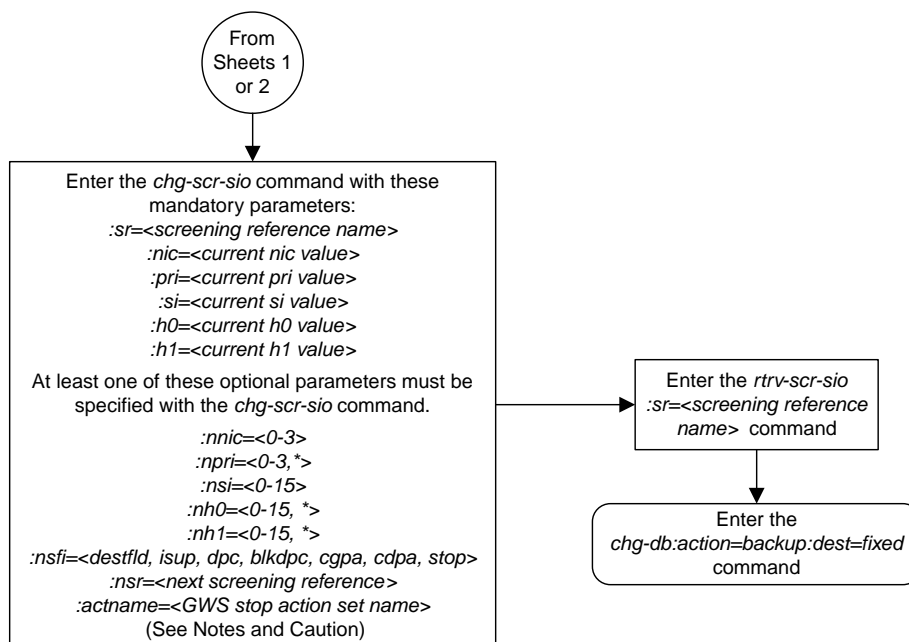 From
Sheets 1
or 2
Enter the chg-scr-sio command with these
mandatory parameters:
:sr=<screening reference name>
:nic=<current nic value>
:pri=<current pri value>
:si=<current si value>
:h0=<current h0 value>
:h1=<current h1 value>
At least one of these optional parameters must be
specified with the chg-scr-sio command.
:nnic=<0-3>
:npri=<0-3,*>
:nsi=<0-15>
:nh0=<0-15, *>
:nh1=<0-15, *>
:nsfi=<destfld, isup, dpc, blkdpc, cgpa, cdpa, stop>
:nsr=<next screening reference>
:actname=<GWS stop action set name>
(See Notes and Caution)
Enter the rtrv-scr-sio
:sr=<screening reference
name> command
Enter the
chg-db:action=backup:dest=fixed
command